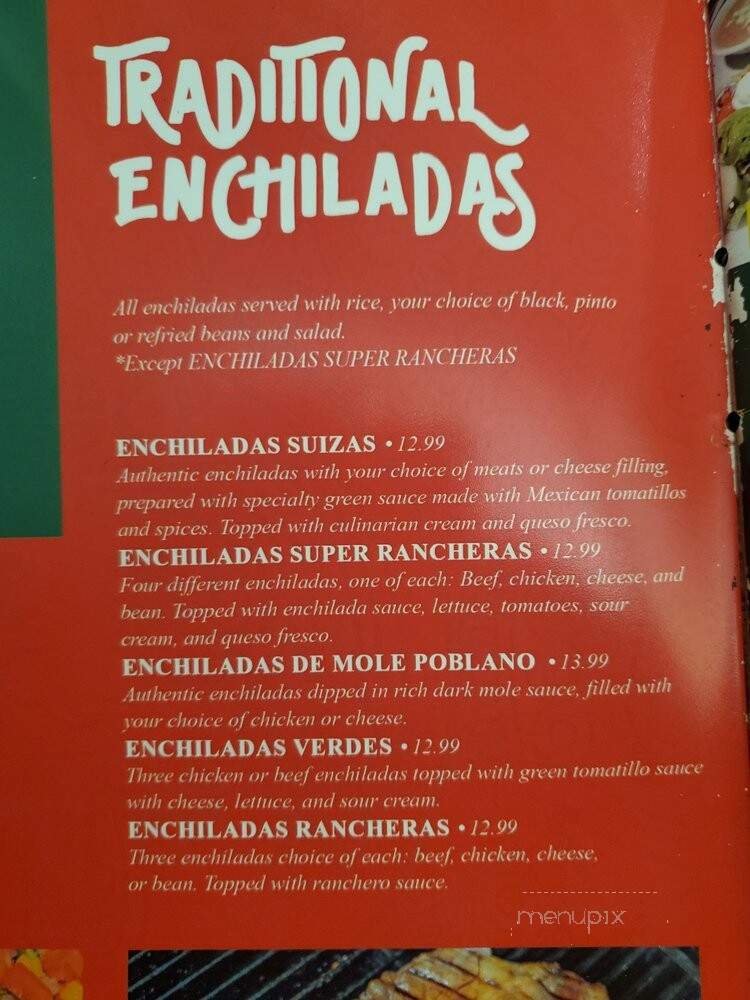 TRADITIONAL
ENCHILADAS
All enchiladas served with rice, your choice of black, pinto
or refried beans and salad.
*Except ENCHILADAS SUPER RANCHERAS
ENCHILADAS SUIZAS • 12.99
Authentic enchiladas with your choice of meats or cheese filling,
prepared with specialty green sauce made with Mexican tomatillos
and spices. Topped with culinarian cream and queso fresco.
ENCHILADAS SUPER RANCHERAS • 12.99
Four different enchiladas, one of each: Beef, chicken, cheese, and
bean. Topped with enchilada sauce, lettuce, tomatoes, sour
cream, and queso fresco.
ENCHILADAS DE MOLE POBLANO • 13.99
Authentic enchiladas dipped in rich dark mole sauce, filled with
your choice of chicken or cheese.
ENCHILADAS VERDES • 12.99
Three chicken or beef enchiladas topped with green tomatillo sauce
with cheese, lettuce, and sour cream.
ENCHILADAS RANCHERAS • 12.99
Three enchiladas choice of each: beef, chicken, cheese,
or bean. Topped with ranchero sauce.
menupix